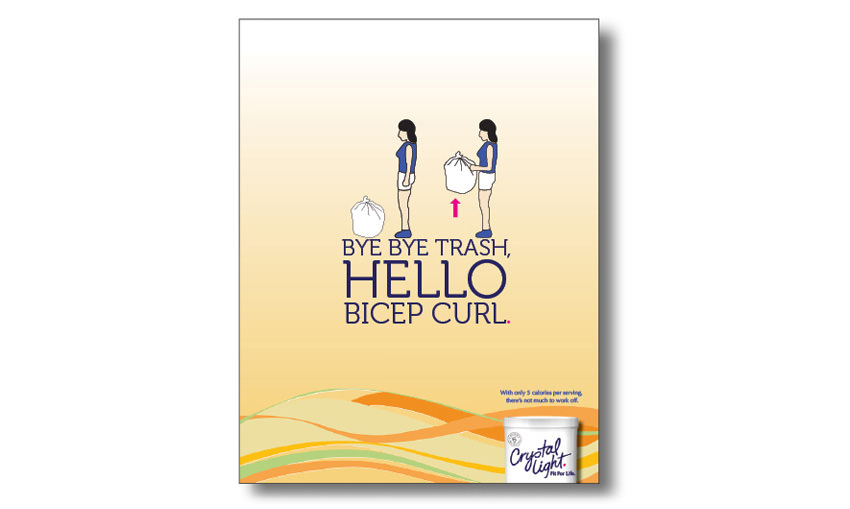 BYE BYE TRASH,
HELLO
BICEP CURL.
With only 5 calories per serving,
there's not much to work off.
5
Crystal
Light.
Fit For Life.